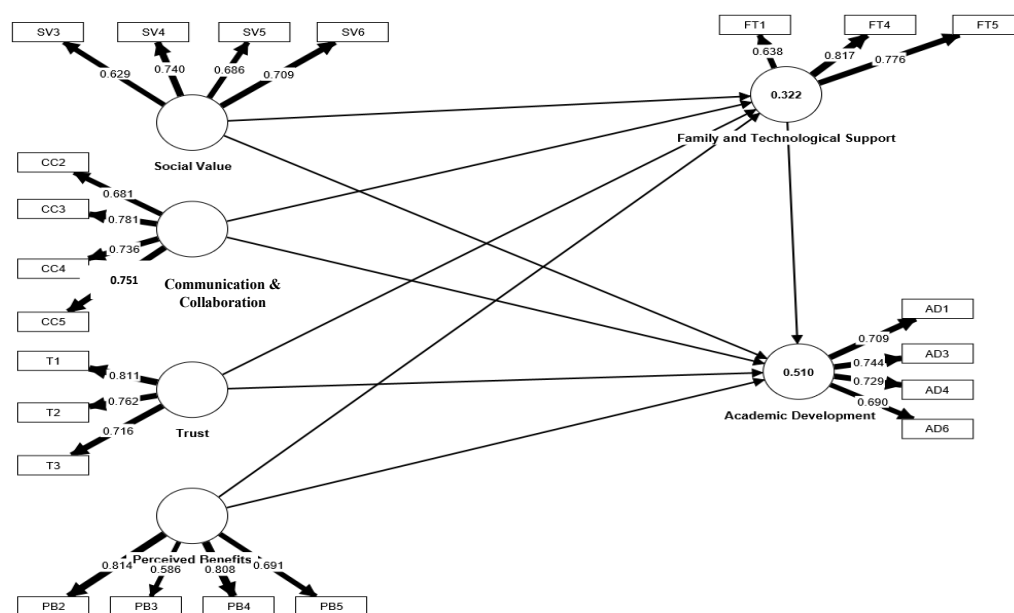 SV3
SV4
SV5
SV6
0.629
0.740
0.686
0.709
Social Value
FT1
FT4
FT5
0.638
0.817
0.776
0.322
Family and Technological Support
CC2
CC3
CC4
CC5
0.681
0.781
0.736
0.751
Communication &
Collaboration
T1
T2
T3
0.811
0.762
0.716
Trust
AD1
AD3
AD4
AD6
0.709
0.744
0.729
0.690
0.510
Academic Development
Perceived Benefits
0.814
0.586
0.808
0.691
PB2
PB3
PB4
PB5